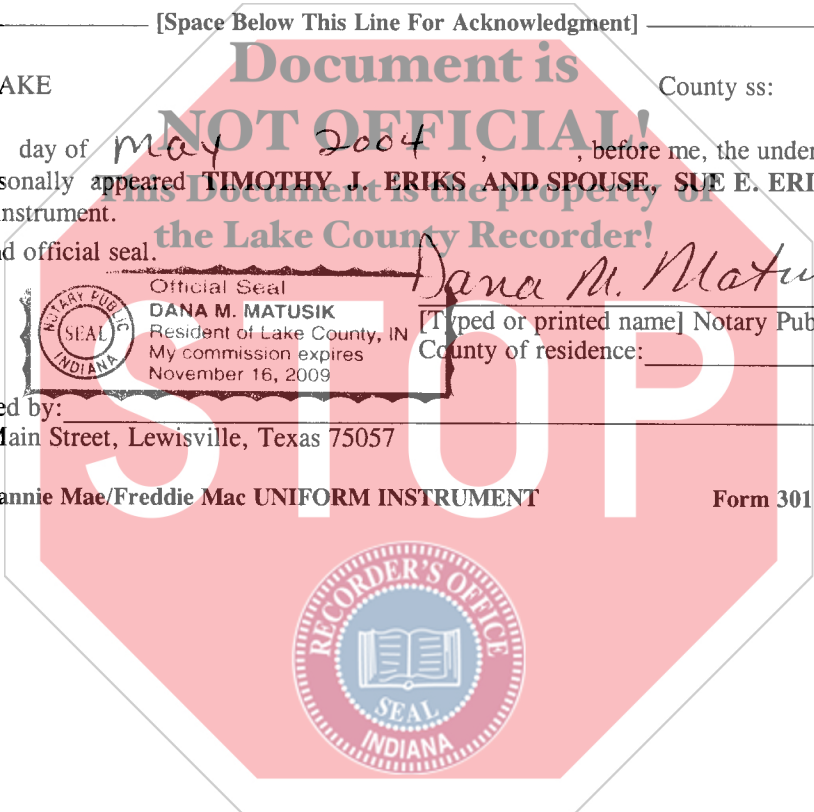 [Space Below This Line For Acknowledgment]
Document is
AKE County ss:
NOT OFFICIAL!
day of May 2004 , , before me, the under
sonally appeared TIMOTHY J. ERIKS AND SPOUSE, SUE E. ERI
This Document is the property of
instrument.
the Lake County Recorder!
nd official seal.
Dana M. Matu
Official Seal
DANA M. MATUSIK
Resident of Lake County, IN
My commission expires
November 16, 2009
NOTARY PUBLIC
SEAL
INDIANA
[Typed or printed name] Notary Pub
County of residence:
STOP
ed by:
Main Street, Lewisville, Texas 75057
annie Mae/Freddie Mac UNIFORM INSTRUMENT Form 301
RECORDER'S OFFICE
SEAL
INDIANA